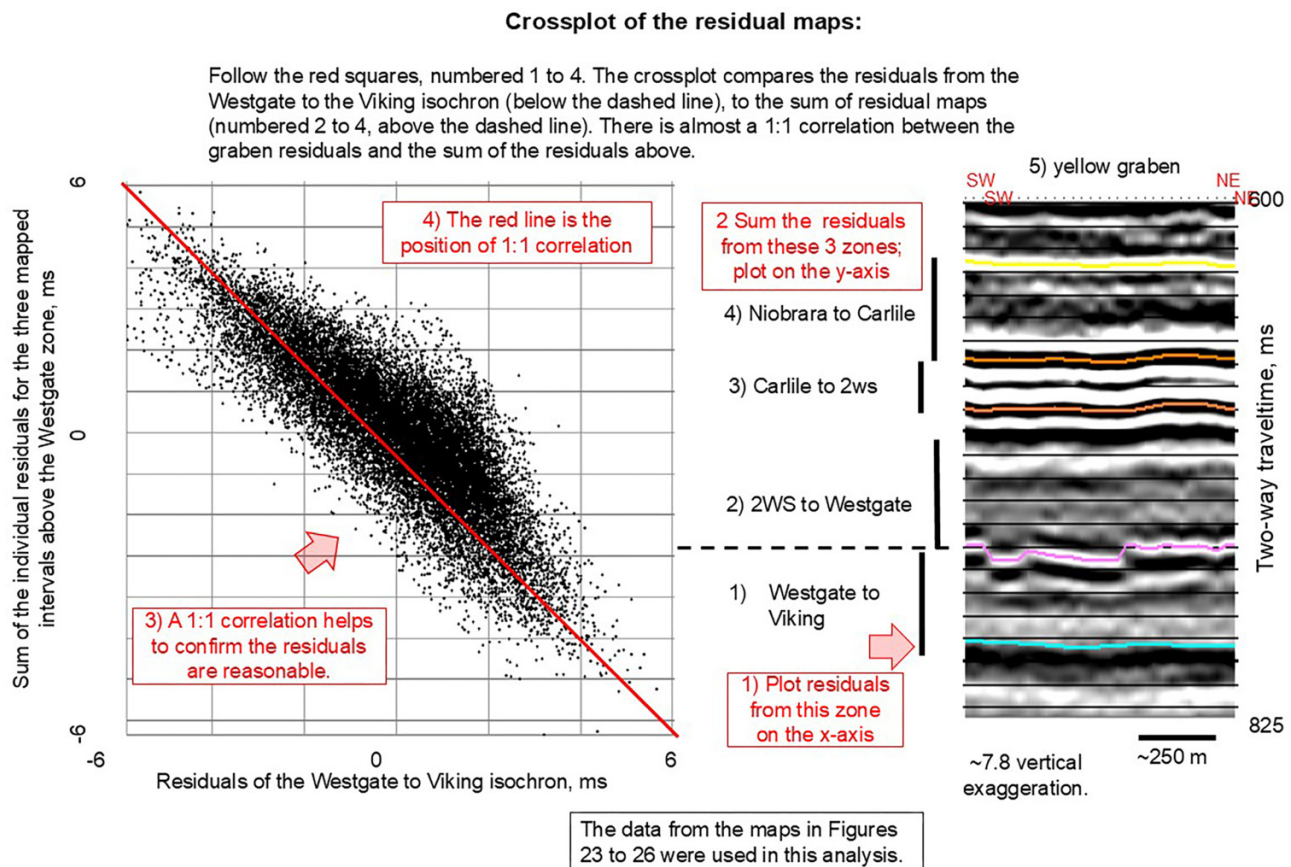 Crossplot of the residual maps:
Follow the red squares, numbered 1 to 4. The crossplot compares the residuals from the
Westgate to the Viking isochron (below the dashed line), to the sum of residual maps
(numbered 2 to 4, above the dashed line). There is almost a 1:1 correlation between the
graben residuals and the sum of the residuals above.
6
0
-6
Sum of the individual residuals for the three mapped
intervals above the Westgate zone, ms
4) The red line is the
position of 1:1 correlation
3) A 1:1 correlation helps
to confirm the residuals
are reasonable.
-6
0
6
Residuals of the Westgate to Viking isochron, ms
2 Sum the residuals
from these 3 zones;
plot on the y-axis
4) Niobrara to Carlile
3) Carlile to 2ws
2) 2WS to Westgate
1) Westgate to
Viking
1) Plot residuals
from this zone
on the x-axis
5) yellow graben
SW
NE
SW
NE
600
Two-way traveltime, ms
825
~7.8 vertical
exaggeration.
~250 m
The data from the maps in Figures
23 to 26 were used in this analysis.